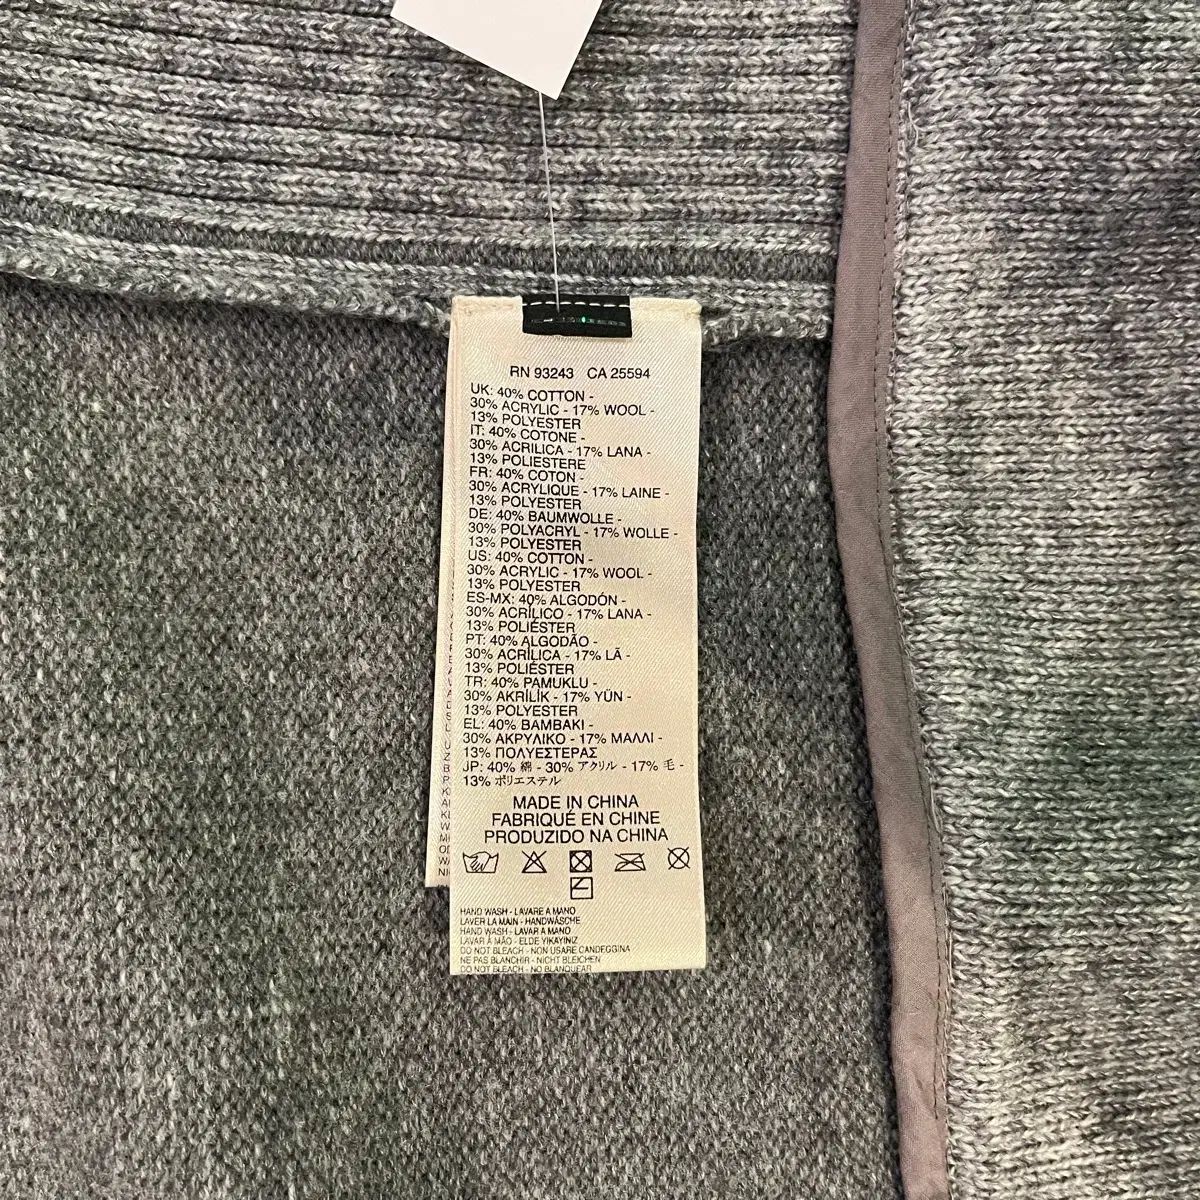 RN 93243 CA 25594
UK: 40% COTTON -
30% ACRYLIC - 17% WOOL -
13% POLYESTER
IT: 40% COTONE -
30% ACRILICA - 17% LANA -
13% POLIESTERE
FR: 40% COTON -
30% ACRYLIQUE - 17% LAINE -
13% POLYESTER
DE: 40% BAUMWOLLE -
30% POLYACRYL - 17% WOLLE -
13% POLYESTER
US: 40% COTTON -
30% ACRYLIC - 17% WOOL -
13% POLYESTER
ES-MX: 40% ALGODÓN -
30% ACRÍLICO - 17% LANA -
13% POLIÉSTER
PT: 40% ALGODÃO -
30% ACRÍLICA - 17% LÃ -
13% POLIÉSTER
TR: 40% PAMUKLU -
30% AKRİLİK - 17% YÜN -
13% POLYESTER
EL: 40% ΒΑΜΒΑΚΙ -
30% ΑΚΡΥΛΙΚΟ - 17% ΜΑΛΛΙ -
13% ΠΟΛΥΕΣΤΕΡΑΣ
JP: 40% 綿 - 30% アクリル - 17% 毛 -
13% ポリエステル
MADE IN CHINA
FABRIQUÉ EN CHINE
PRODUZIDO NA CHINA
HAND WASH - LAVARE A MANO
LAVER LA MAIN - HANDWÄSCHE
HAND WASH - LAVAR A MANO
LAVAR À MÃO - ELDE YIKAYINIZ
DO NOT BLEACH - NON USARE CANDEGGINA
NE PAS BLANCHIR - NICHT BLEICHEN
DO NOT BLEACH - NO BLANQUEAR